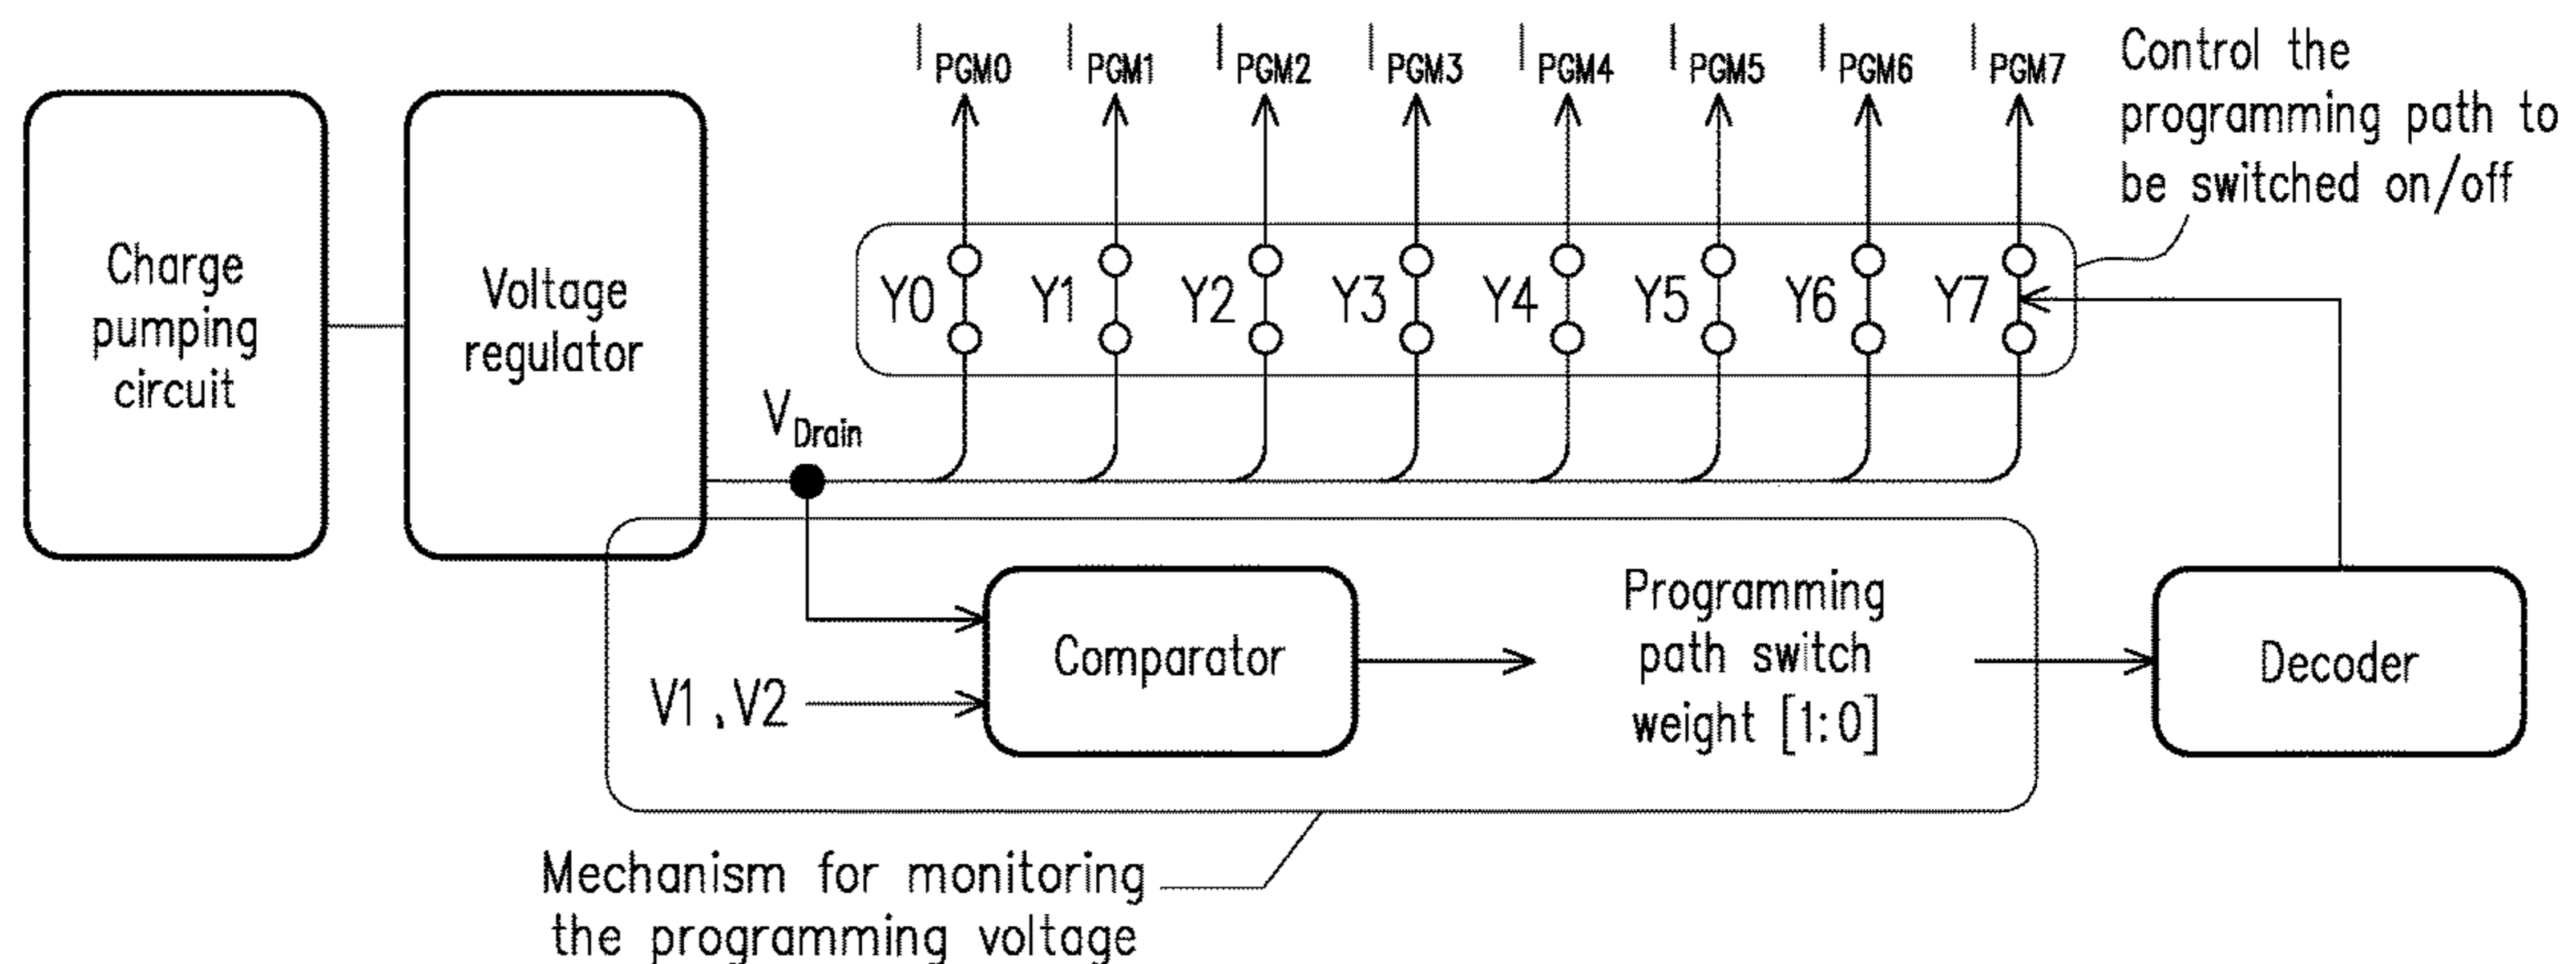 I PGM0 I PGM1 I PGM2 I PGM3 I PGM4 I PGM5 I PGM6 I PGM7
Control the
programming path to
be switched on/off
Charge
pumping
circuit
Voltage
regulator
Y0 Y1 Y2 Y3 Y4 Y5 Y6 Y7
V Drain
Comparator
V1 、V2
Programming
path switch
weight [1:0]
Decoder
Mechanism for monitoring
the programming voltage